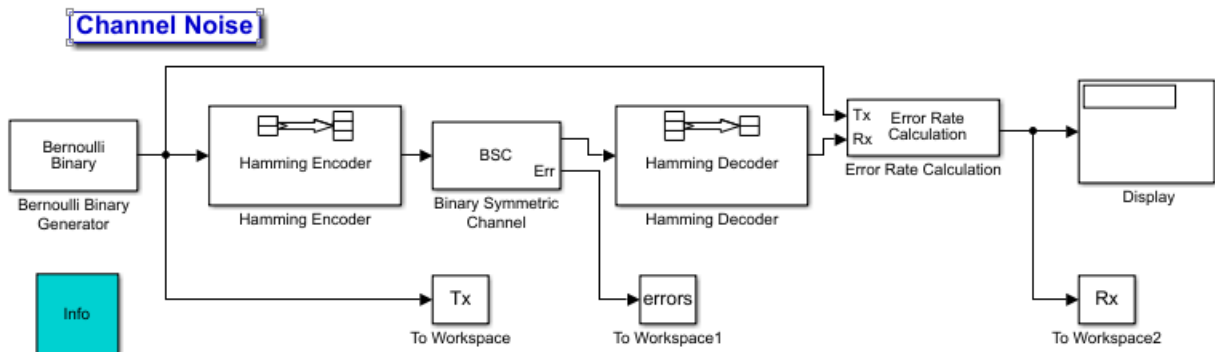 Channel Noise
Bernoulli
Binary
Bernoulli Binary
Generator
Hamming Encoder
Hamming Encoder
BSC
Err
Binary Symmetric
Channel
Hamming Decoder
Hamming Decoder
Tx
Rx
Error Rate
Calculation
Error Rate Calculation
Display
Info
Tx
To Workspace
errors
To Workspace1
Rx
To Workspace2